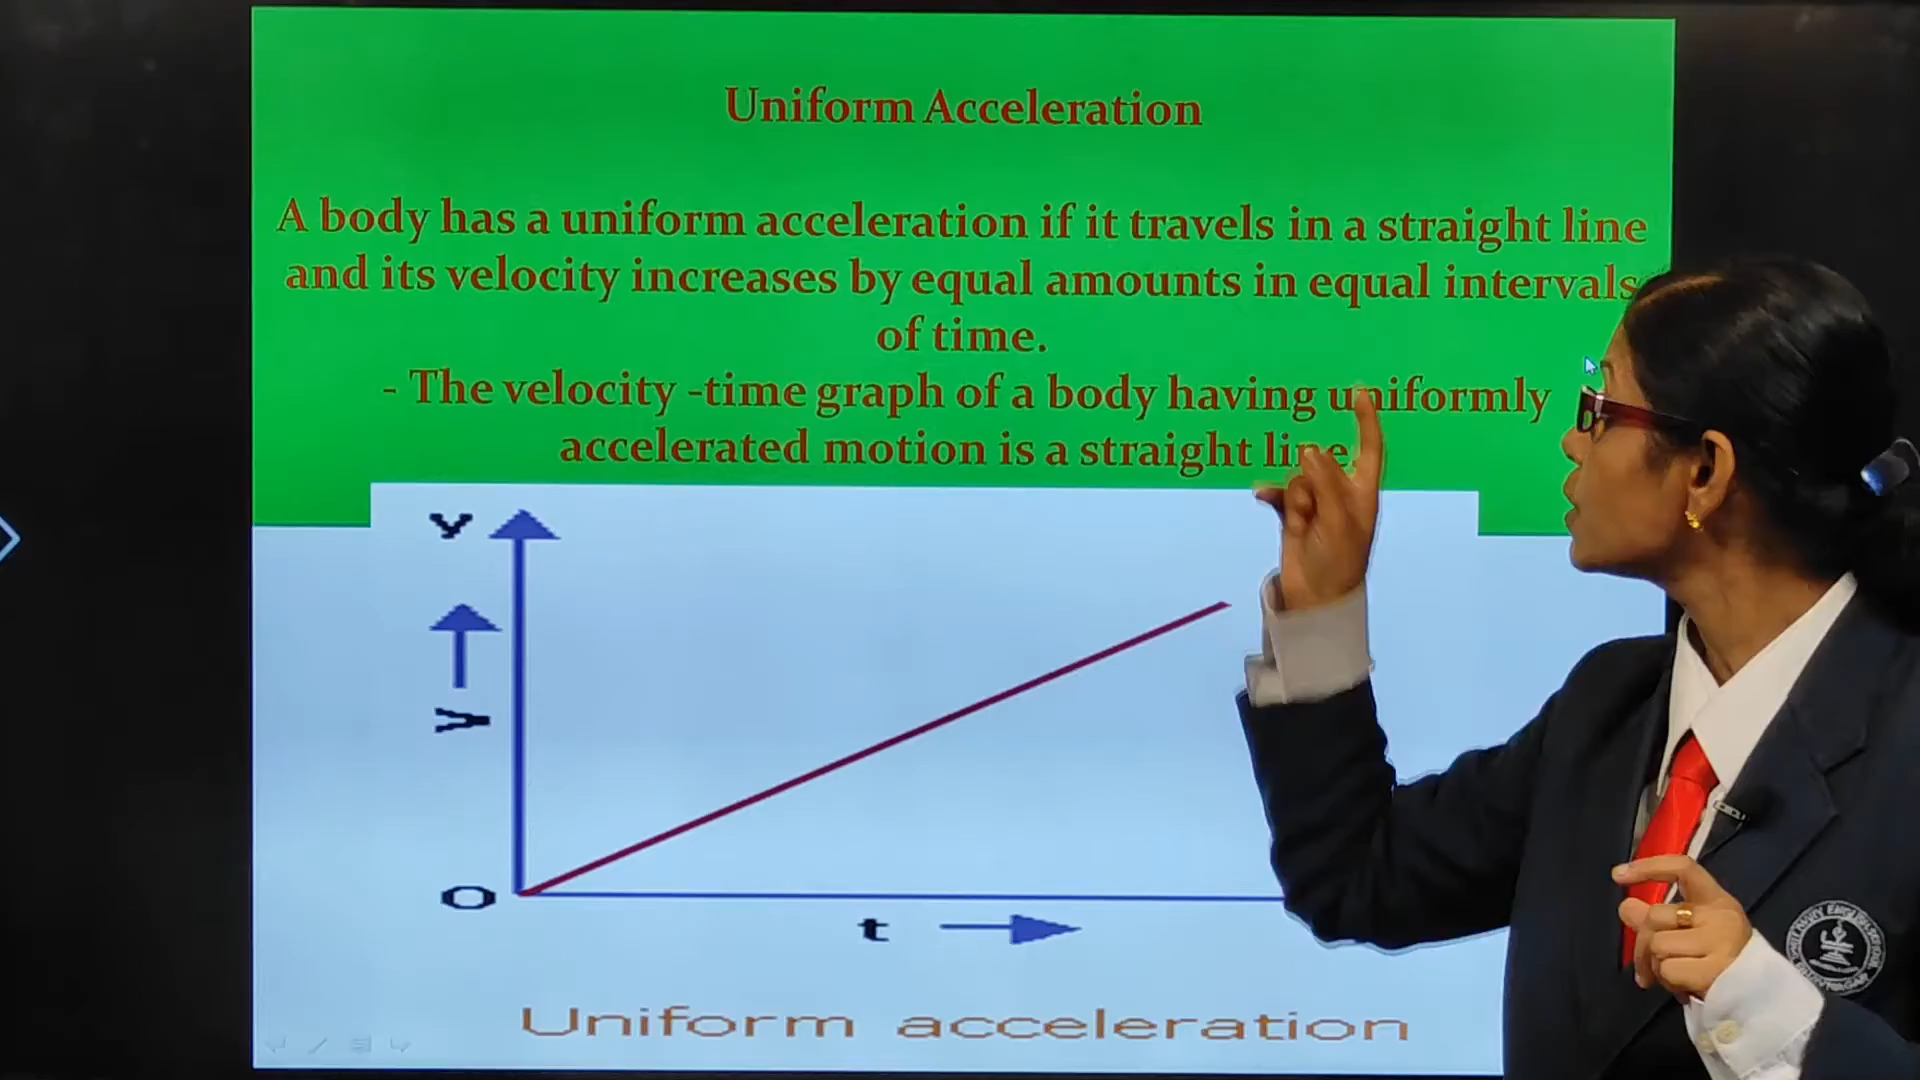 Uniform Acceleration
A body has a uniform acceleration if it travels in a straight line
and its velocity increases by equal amounts in equal intervals
of time.
- The velocity -time graph of a body having uniformly
accelerated motion is a straight line
V
V
O
t
Uniform acceleration